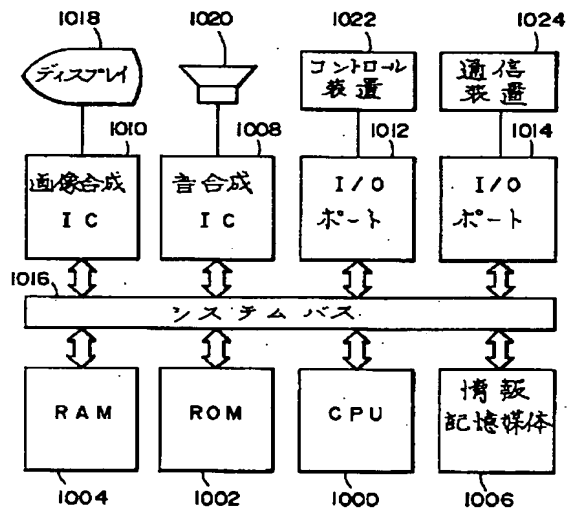 1018
1020
1022
1024
ディスプレイ
コントロール
装置
通信
装置
1010
1008
1012
1014
画像合成
IC
音合成
IC
I/O
ポート
I/O
ポート
1016
システムバス
RAM
ROM
CPU
情報
記憶媒体
1004
1002
1000
1006